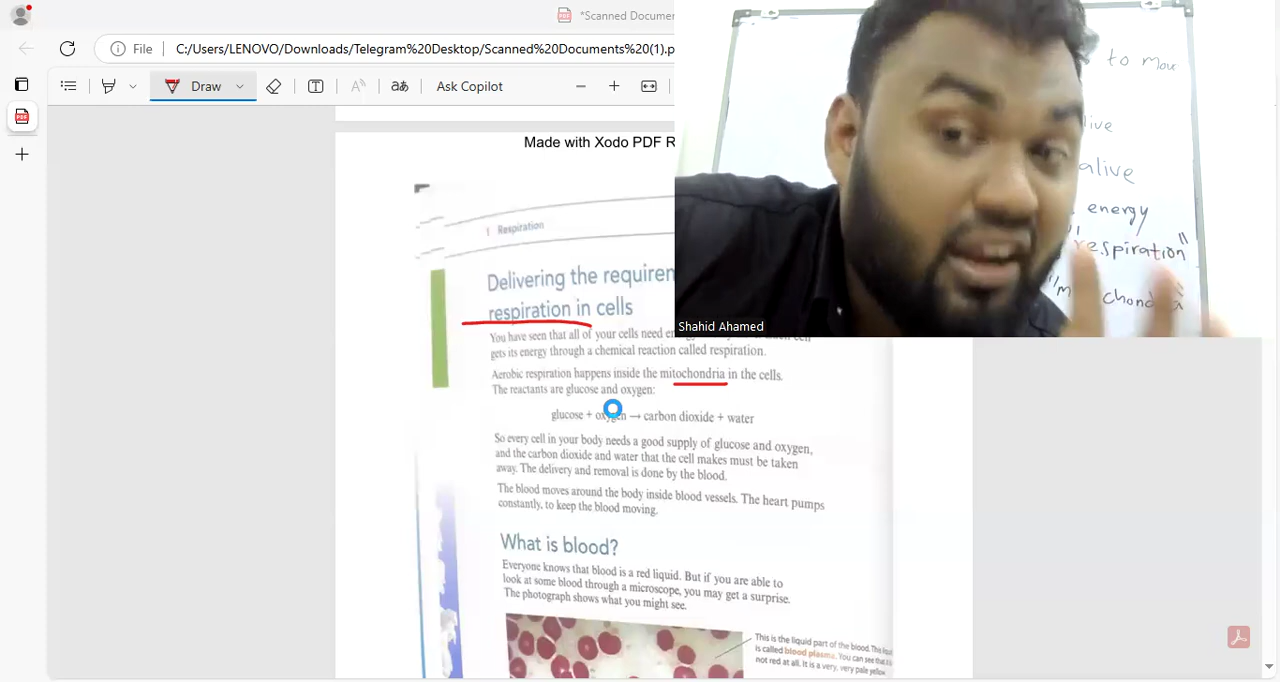 *Scanned Documen
File
C:/Users/LENOVO/Downloads/Telegram%20Desktop/Scanned%20Documents%20(1).p
Draw
aあ
Ask Copilot
Made with Xodo PDF R
1 Respiration
Delivering the requiremen
respiration in cells
You have seen that all of your cells need
gets its energy through a chemical reaction called respiration.
Aerobic respiration happens inside the mitochondria in the cells.
The reactants are glucose and oxygen:
glucose + oxygen → carbon dioxide + water
So every cell in your body needs a good supply of glucose and oxygen,
and the carbon dioxide and water that the cell makes must be taken
away. The delivery and removal is done by the blood.
The blood moves around the body inside blood vessels. The heart pumps
constantly, to keep the blood moving.
What is blood?
Everyone knows that blood is a red liquid. But if you are able to
look at some blood through a microscope, you may get a surprise.
The photograph shows what you might see.
This is the liquid part of the blood.
is called blood plasma. You can see that
not red at all. It is a very, very pale yellow
to mov
live
alive
energy
"respiration"
chond
Shahid Ahamed